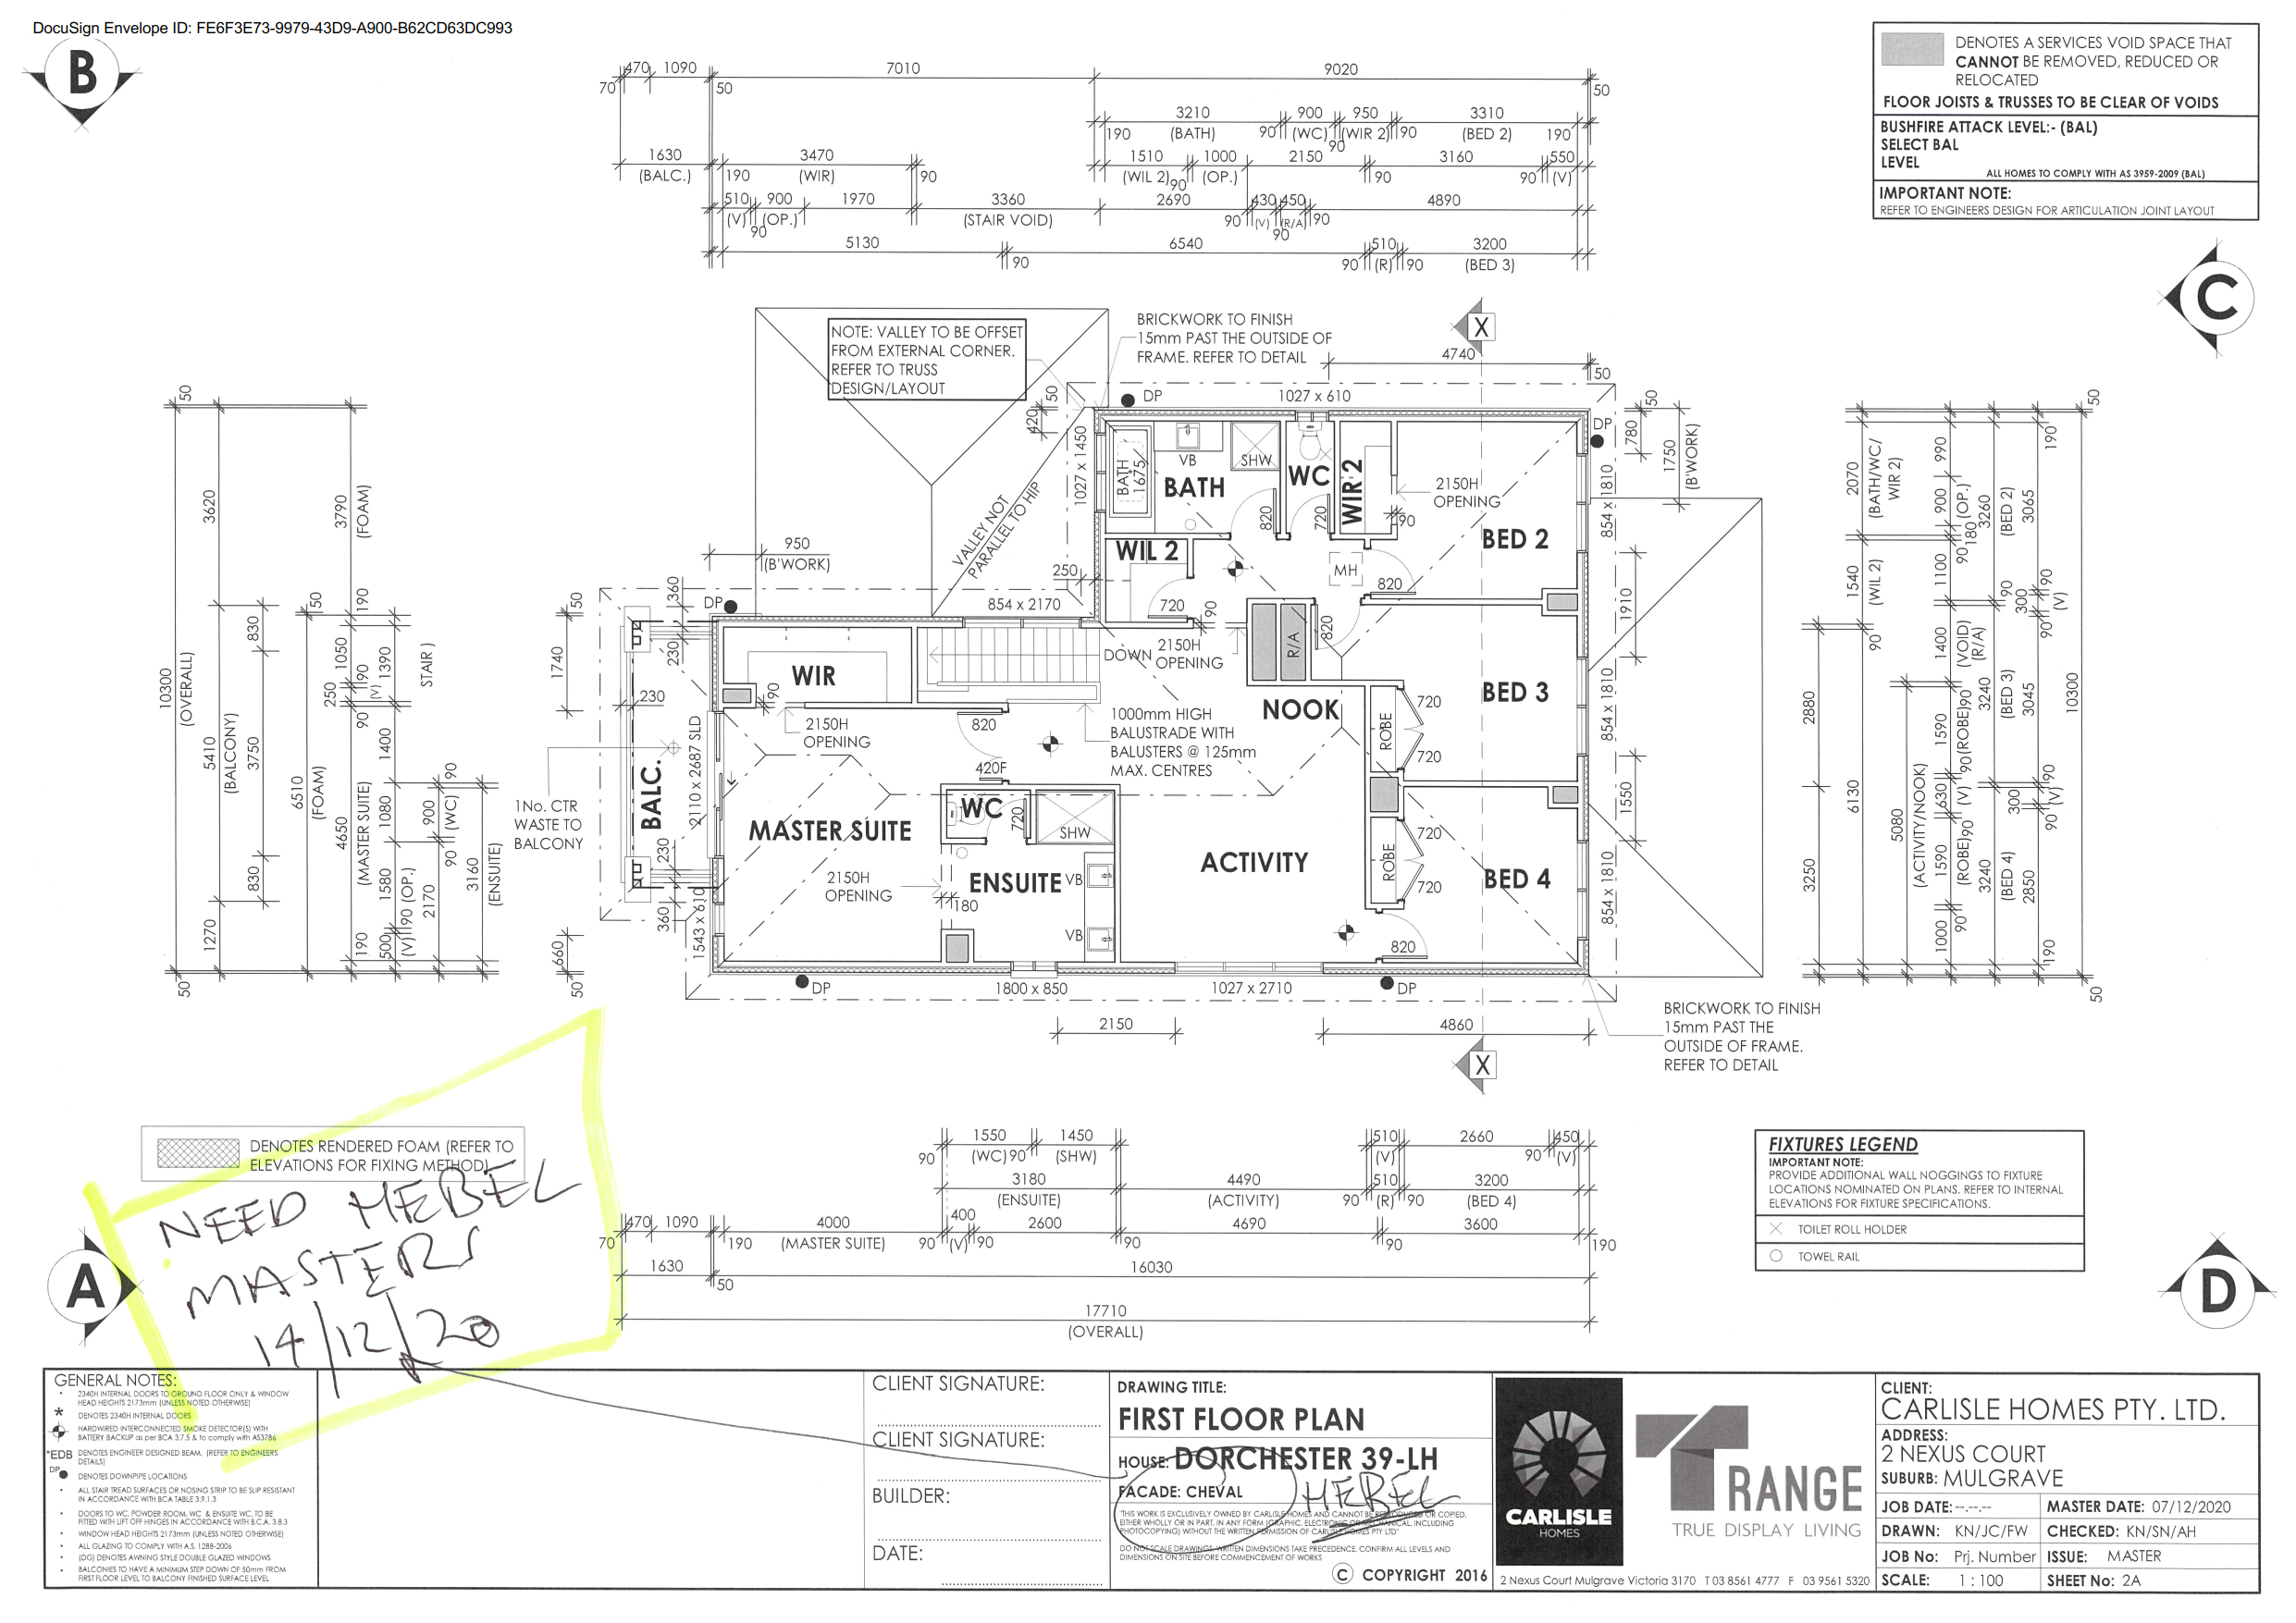 DocuSign Envelope ID: FE6F3E73-9979-43D9-A900-B62CD63DC993
B
DENOTES A SERVICES VOID SPACE THAT
CANNOT BE REMOVED, REDUCED OR
RELOCATED
FLOOR JOISTS & TRUSSES TO BE CLEAR OF VOIDS
BUSHFIRE ATTACK LEVEL:- (BAL)
SELECT BAL
LEVEL
ALL HOMES TO COMPLY WITH AS 3959-2009 (BAL)
IMPORTANT NOTE:
REFER TO ENGINEERS DESIGN FOR ARTICULATION JOINT LAYOUT
C
470 1090 7010 9020
70 50 50
3210 900 950 3310
190 (BATH) 90 (WC) (WIR 2) 90 (BED 2) 190
90
1630 3470 1510 1000 2150 3160 550
(BALC.) 190 (WIR) 90 (WIL 2) 90 (OP.) 90 90 (V)
510 900 1970 3360 2690 430 450 4890
(V) (OP.) (STAIR VOID) 90 (V) (R/A) 90
90 90
5130 6540 510 3200
90 90 (R) 90 (BED 3)
NOTE: VALLEY TO BE OFFSET
FROM EXTERNAL CORNER.
REFER TO TRUSS
DESIGN/LAYOUT
BRICKWORK TO FINISH
15mm PAST THE OUTSIDE OF
FRAME. REFER TO DETAIL
X
4740
50
DP
1027 x 610
420
50
1027 x 1450
DP
780
50
1750
(B'WORK)
BATH
1675
VB
SHW
BATH
WC
WIR 2
2150H
OPENING
90
820
720
BED 2
854 x 1810
VALLEY NOT
PARALLEL TO HIP
950
(B'WORK)
250
WIL 2
MH
820
720
90
1910
360
DP
854 x 2170
50
1740
230
230
WIR
90
DOWN
2150H
OPENING
R/A
820
NOOK
BED 3
854 x 1810
ROBE
720
720
2150H
OPENING
820
1000mm HIGH
BALUSTRADE WITH
BALUSTERS @ 125mm
MAX. CENTRES
420F
2110 x 2687 SLD
BALC.
1No. CTR
WASTE TO
BALCONY
MASTER SUITE
WC
720
SHW
ACTIVITY
1550
ROBE
720
720
BED 4
854 x 1810
2150H
OPENING
ENSUITE
VB
180
VB
230
360
1543 x 610
660
50
820
DP
1800 x 850
1027 x 2710
DP
2150
4860
X
BRICKWORK TO FINISH
15mm PAST THE
OUTSIDE OF FRAME.
REFER TO DETAIL
50
10300
(OVERALL)
50
3620
5410
(BALCONY)
1270
830
3750
830
50
6510
(FOAM)
3790
(FOAM)
190
1050
250
90
4650
(MASTER SUITE)
190
90
(V)
1390
1400
1080
1580
(OP.)
90
500
(V)
STAIR )
90
900
(WC)
90
2170
3160
(ENSUITE)
2880
3250
2070
(BATH/WC/
WIR 2)
1540
(WIL 2)
90
6130
5080
(ACTIVITY/NOOK)
990
900
(OP.)
180
1100
90
1400
(VOID)
(R/A)
90
1590
(ROBE)
90
630
(V)
90
1590
(ROBE)
90
1000
3260
(BED 2)
90
3240
(BED 3)
3240
(BED 4)
190
3065
90
300
(V)
90
3045
90
300
(V)
90
2850
190
50
10300
50
DENOTES RENDERED FOAM (REFER TO
ELEVATIONS FOR FIXING METHOD)
NEED HEBEL
MASTERS
14/12/20
A
1550 1450 510 2660 450
90 (WC) 90 (SHW) (V) 90 (V)
3180 4490 510 3200
(ENSUITE) (ACTIVITY) 90 (R) 90 (BED 4)
470 1090 4000 400 2600 4690 3600
70 190 (MASTER SUITE) 90 (V) 90 90 90 190
1630 16030
50
17710
(OVERALL)
FIXTURES LEGEND
IMPORTANT NOTE:
PROVIDE ADDITIONAL WALL NOGGINGS TO FIXTURE
LOCATIONS NOMINATED ON PLANS. REFER TO INTERNAL
ELEVATIONS FOR FIXTURE SPECIFICATIONS.
TOILET ROLL HOLDER
TOWEL RAIL
D
GENERAL NOTES:
2340H INTERNAL DOORS TO GROUND FLOOR ONLY & WINDOW
HEAD HEIGHTS 2173mm (UNLESS NOTED OTHERWISE)
* DENOTES 2340H INTERNAL DOORS
HARDWIRED INTERCONNECTED SMOKE DETECTOR(S) WITH
BATTERY BACKUP as per BCA 3.7.5 & to comply with AS3786
*EDB DENOTES ENGINEER DESIGNED BEAM. (REFER TO ENGINEERS
DETAILS)
DP DENOTES DOWNPIPE LOCATIONS
ALL STAIR TREAD SURFACES OR NOSING STRIP TO BE SLIP RESISTANT
IN ACCORDANCE WITH BCA TABLE 3.9.1.3
DOORS TO WC, POWDER ROOM, WC & ENSUITE WC, TO BE
FITTED WITH LIFT OFF HINGES IN ACCORDANCE WITH B.C.A. 3.8.3
WINDOW HEAD HEIGHTS 2173mm (UNLESS NOTED OTHERWISE)
ALL GLAZING TO COMPLY WITH A.S. 1288-2006
(DG) DENOTES AWNING STYLE DOUBLE GLAZED WINDOWS
BALCONIES TO HAVE A MINIMUM STEP DOWN OF 50mm FROM
FIRST FLOOR LEVEL TO BALCONY FINISHED SURFACE LEVEL
CLIENT SIGNATURE:
CLIENT SIGNATURE:
BUILDER:
DATE:
DRAWING TITLE:
FIRST FLOOR PLAN
HOUSE: DORCHESTER 39-LH
FACADE: CHEVAL
HEBEL
"THIS WORK IS EXCLUSIVELY OWNED BY CARLISLE HOMES AND CANNOT BE REPRODUCED OR COPIED,
EITHER WHOLLY OR IN PART, IN ANY FORM (GRAPHIC, ELECTRONIC OR MECHANICAL, INCLUDING
PHOTOCOPYING) WITHOUT THE WRITTEN PERMISSION OF CARLISLE HOMES PTY LTD"
DO NOT SCALE DRAWINGS. WRITTEN DIMENSIONS TAKE PRECEDENCE. CONFIRM ALL LEVELS AND
DIMENSIONS ON SITE BEFORE COMMENCEMENT OF WORKS
© COPYRIGHT 2016
CARLISLE
HOMES
T RANGE
TRUE DISPLAY LIVING
2 Nexus Court Mulgrave Victoria 3170 T 03 8561 4777 F 03 9561 5320
CLIENT:
CARLISLE HOMES PTY. LTD.
ADDRESS:
2 NEXUS COURT
SUBURB: MULGRAVE
JOB DATE: --.--.-- MASTER DATE: 07/12/2020
DRAWN: KN/JC/FW CHECKED: KN/SN/AH
JOB No: Prj. Number ISSUE: MASTER
SCALE: 1 : 100 SHEET No: 2A